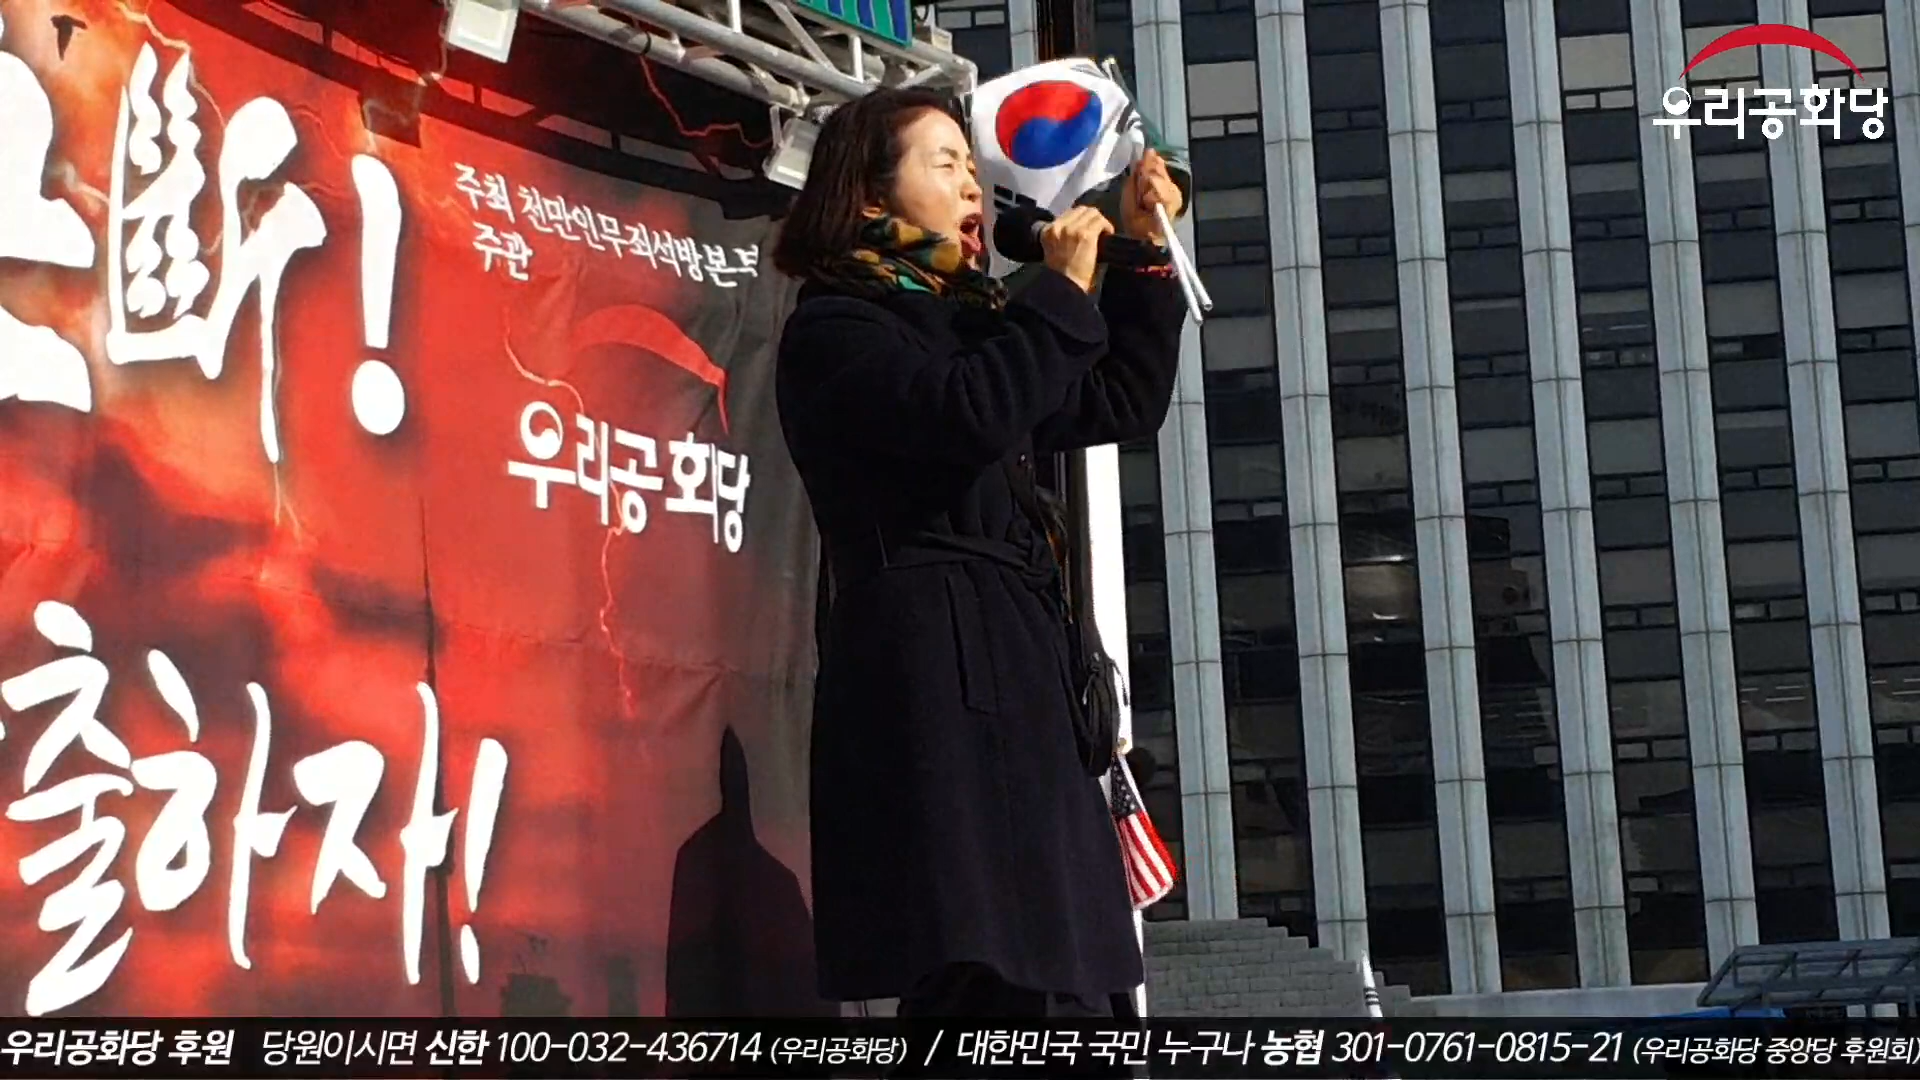 斷!
주최 천만인무죄석방본부
주관
우리공화당
출하자!
우리공화당
우리공화당 후원 당원이시면 신한 100-032-436714 (우리공화당) / 대한민국 국민 누구나 농협 301-0761-0815-21 (우리공화당 중앙당 후원회)